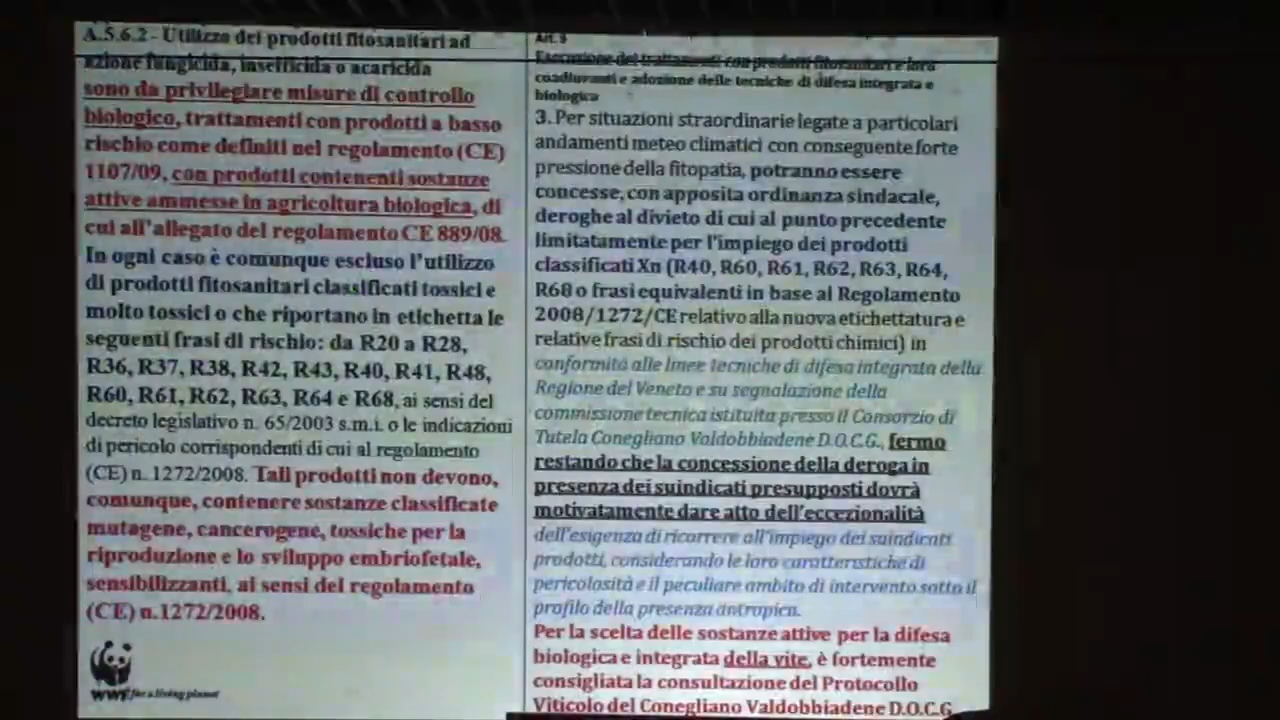 A.5.6.2 - Utilizzo dei prodotti fitosanitari ad
azione fungicida, insetticida o acaricida
sono da privilegiare misure di controllo
biologico, trattamenti con prodotti a basso
rischio come definiti nel regolamento (CE)
1107/09, con prodotti contenenti sostanze
attive ammesse in agricoltura biologica, di
cui all'allegato del regolamento CE 889/08.
In ogni caso è comunque escluso l'utilizzo
di prodotti fitosanitari classificati tossici e
molto tossici o che riportano in etichetta le
seguenti frasi di rischio: da R20 a R28,
R36, R37, R38, R42, R43, R40, R41, R48,
R60, R61, R62, R63, R64 e R68, ai sensi del
decreto legislativo n. 65/2003 s.m.i. o le indicazioni
di pericolo corrispondenti di cui al regolamento
(CE) n. 1272/2008. Tali prodotti non devono,
comunque, contenere sostanze classificate
mutagene, cancerogene, tossiche per la
riproduzione e lo sviluppo embriofetale,
sensibilizzanti, ai sensi del regolamento
(CE) n. 1272/2008.
WWF for a living planet
Art. 9
Esecuzione dei trattamenti con prodotti fitosanitari e loro
coadiuvanti e adozione delle tecniche di difesa integrata e
biologica
3. Per situazioni straordinarie legate a particolari
andamenti meteo climatici con conseguente forte
pressione della fitopatia, potranno essere
concesse, con apposita ordinanza sindacale,
deroghe al divieto di cui al punto precedente
limitatamente per l'impiego dei prodotti
classificati Xn (R40, R60, R61, R62, R63, R64,
R68 o frasi equivalenti in base al Regolamento
2008/1272/CE relativo alla nuova etichettatura e
relative frasi di rischio dei prodotti chimici) in
conformità alle linee tecniche di difesa integrata della
Regione del Veneto e su segnalazione della
commissione tecnica istituita presso il Consorzio di
Tutela Conegliano Valdobbiadene D.O.C.G., fermo
restando che la concessione della deroga in
presenza dei suindicati presupposti dovrà
motivatamente dare atto dell'eccezionalità
dell'esigenza di ricorrere all'impiego dei suindicati
prodotti, considerando le loro caratteristiche di
pericolosità e il peculiare ambito di intervento sotto il
profilo della presenza antropica.
Per la scelta delle sostanze attive per la difesa
biologica e integrata della vite, è fortemente
consigliata la consultazione del Protocollo
Viticolo del Conegliano Valdobbiadene D.O.C.G.